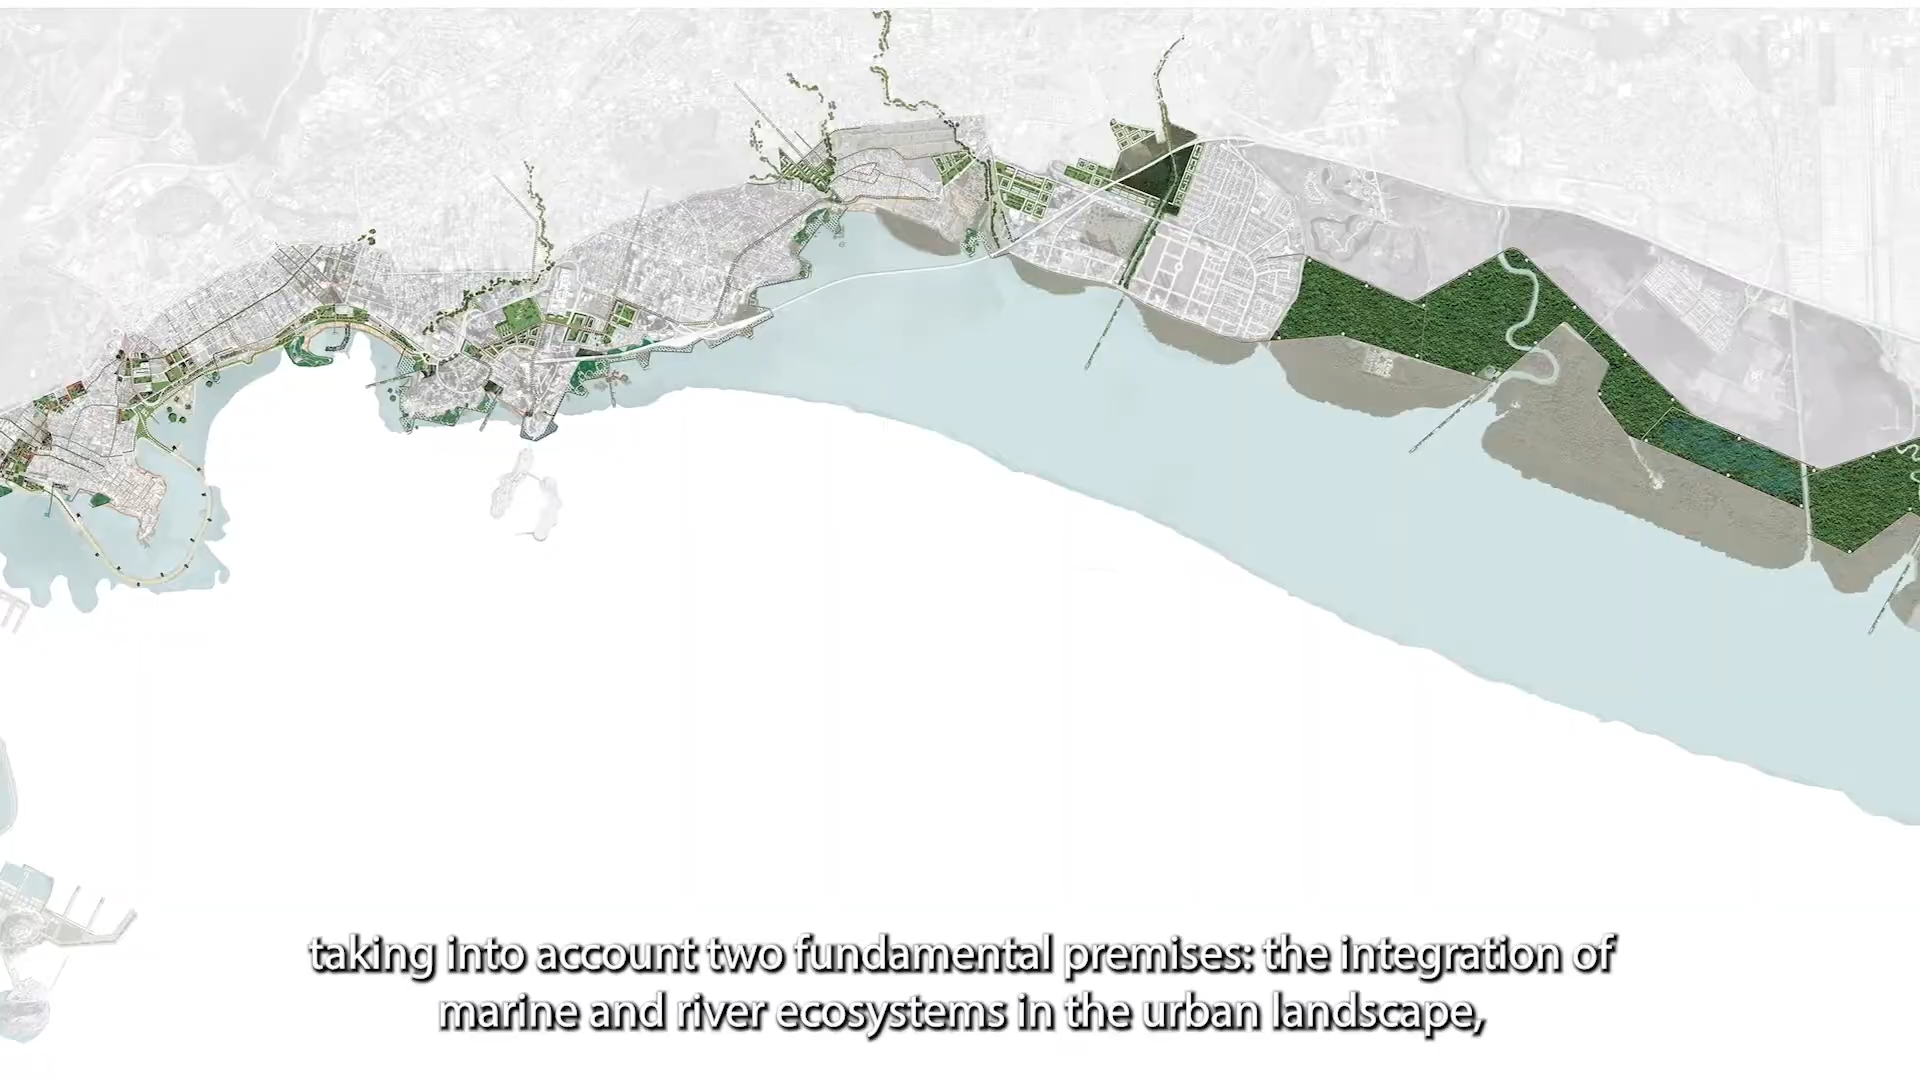 taking into account two fundamental premises: the integration of
marine and river ecosystems in the urban landscape,